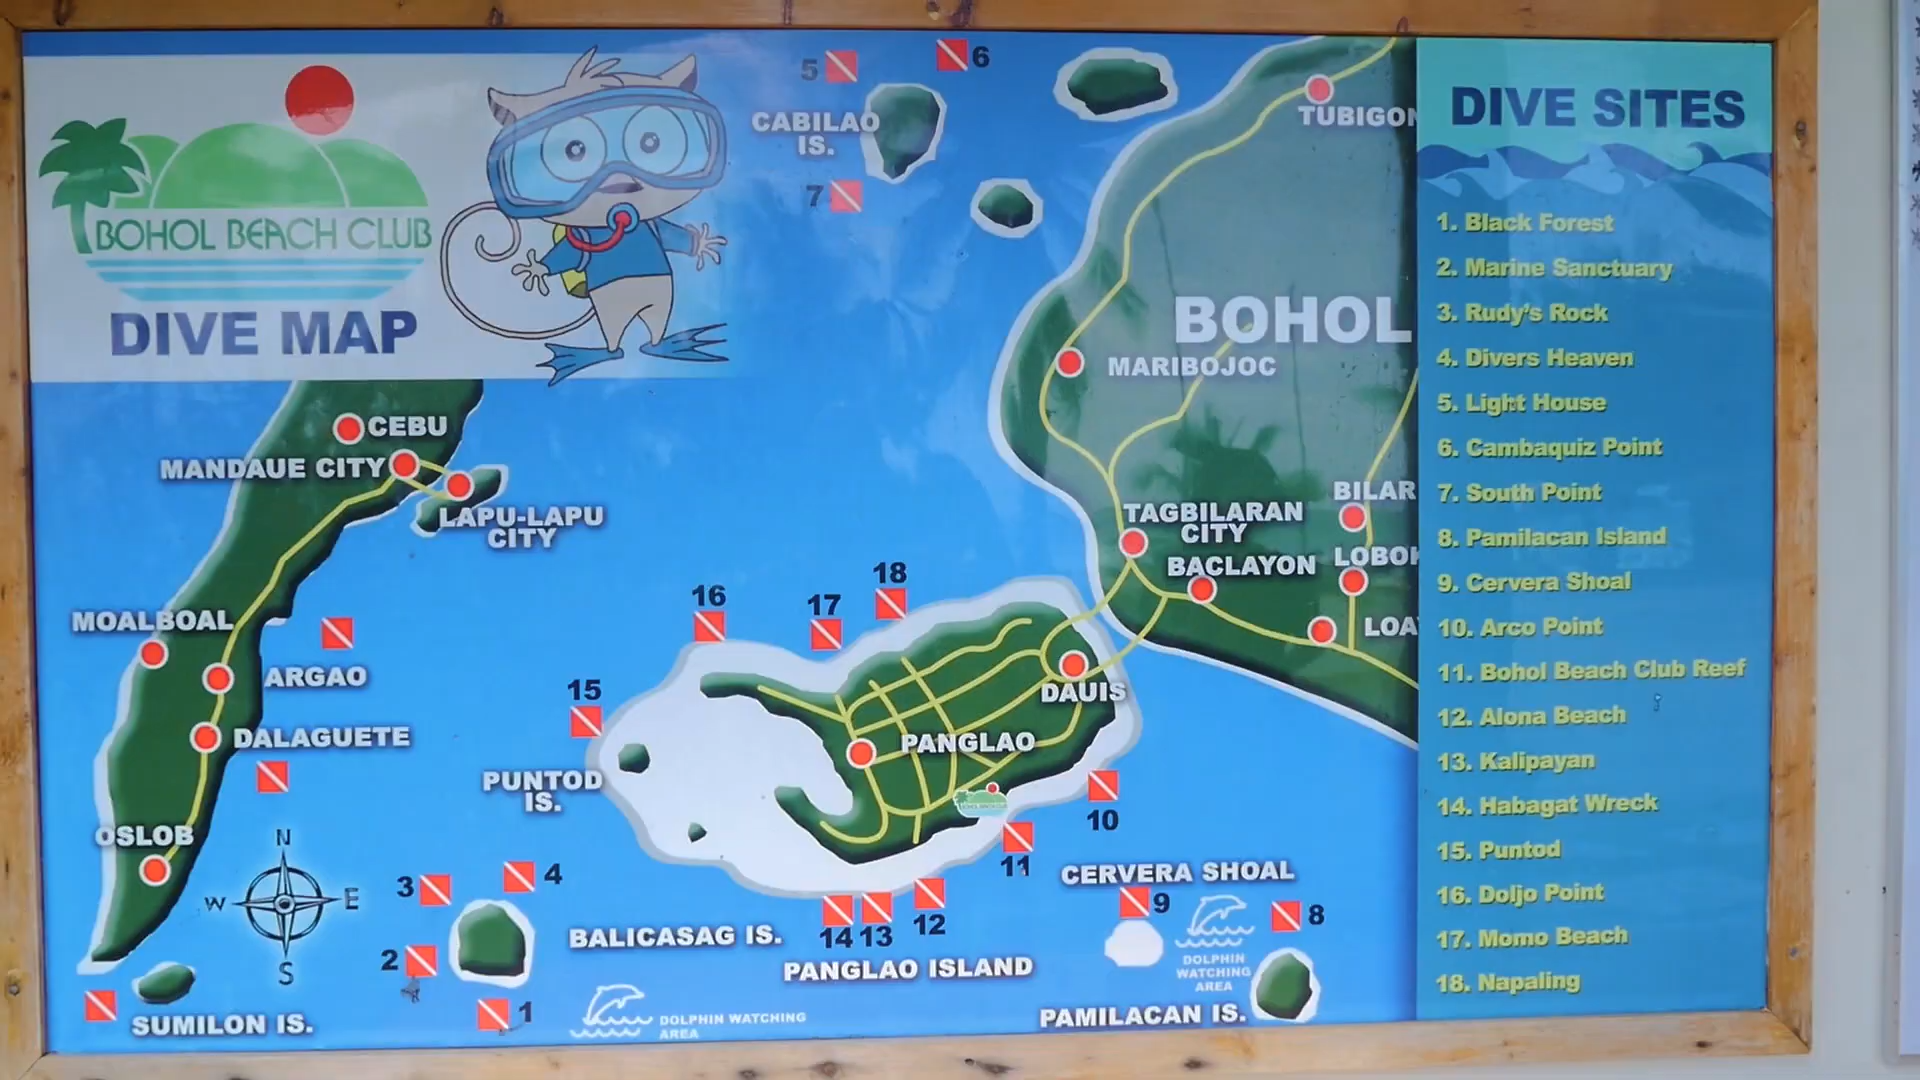 BOHOL BEACH CLUB
DIVE MAP
5
6
CABILAO
IS.
7
TUBIGON
BOHOL
MARIBOJOC
CEBU
MANDAUE CITY
LAPU-LAPU
CITY
TAGBILARAN
CITY
BACLAYON
BILAR
MOALBOAL
ARGAO
DALAGUETE
OSLOB
N
W
E
S
SUMILON IS.
16
17
18
15
PUNTOD
IS.
DAUIS
PANGLAO
10
11
12
13
14
PANGLAO ISLAND
3
4
2
1
BALICASAG IS.
DOLPHIN WATCHING
AREA
CERVERA SHOAL
9
8
DOLPHIN
WATCHING
AREA
PAMILACAN IS.
DIVE SITES
1. Black Forest
2. Marine Sanctuary
3. Rudy's Rock
4. Divers Heaven
5. Light House
6. Cambaquiz Point
7. South Point
8. Pamilacan Island
9. Cervera Shoal
10. Arco Point
11. Bohol Beach Club Reef
12. Alona Beach
13. Kalipayan
14. Habagat Wreck
15. Puntod
16. Doljo Point
17. Momo Beach
18. Napaling